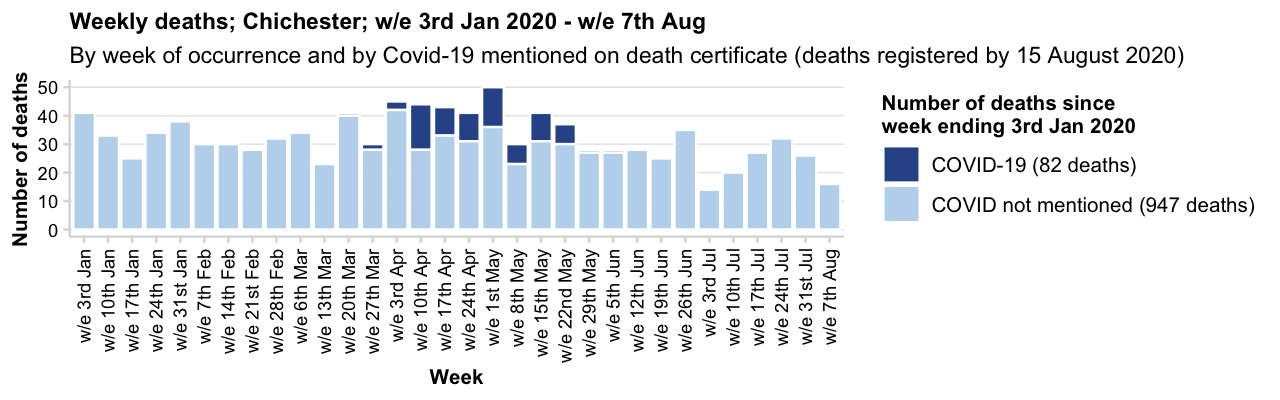 Weekly deaths; Chichester; w/e 3rd Jan 2020 - w/e 7th Aug
By week of occurrence and by Covid-19 mentioned on death certificate (deaths registered by 15 August 2020)
Number of deaths
50
40
30
20
10
0
w/e 3rd Jan
w/e 10th Jan
w/e 17th Jan
w/e 24th Jan
w/e 31st Jan
w/e 7th Feb
w/e 14th Feb
w/e 21st Feb
w/e 28th Feb
w/e 6th Mar
w/e 13th Mar
w/e 20th Mar
w/e 27th Mar
w/e 3rd Apr
w/e 10th Apr
w/e 17th Apr
w/e 24th Apr
w/e 1st May
w/e 8th May
w/e 15th May
w/e 22nd May
w/e 29th May
w/e 5th Jun
w/e 12th Jun
w/e 19th Jun
w/e 26th Jun
w/e 3rd Jul
w/e 10th Jul
w/e 17th Jul
w/e 24th Jul
w/e 31st Jul
w/e 7th Aug
Week
Number of deaths since
week ending 3rd Jan 2020
COVID-19 (82 deaths)
COVID not mentioned (947 deaths)